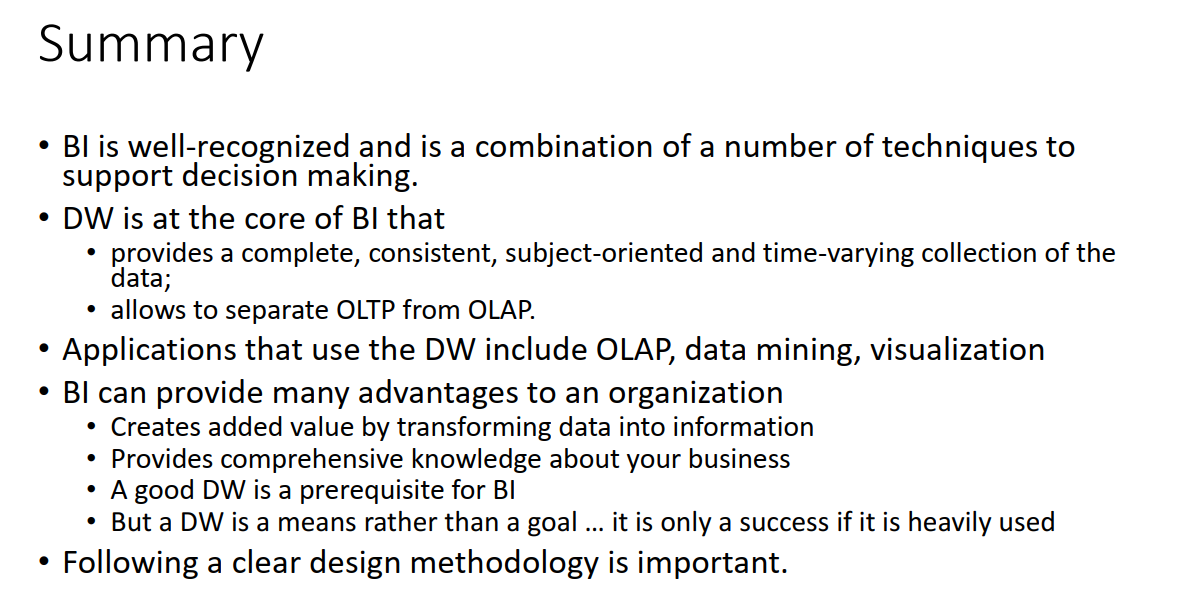 Summary
• BI is well-recognized and is a combination of a number of techniques to
support decision making.
• DW is at the core of BI that
• provides a complete, consistent, subject-oriented and time-varying collection of the
data;
• allows to separate OLTP from OLAP.
• Applications that use the DW include OLAP, data mining, visualization
• BI can provide many advantages to an organization
• Creates added value by transforming data into information
• Provides comprehensive knowledge about your business
• A good DW is a prerequisite for BI
• But a DW is a means rather than a goal … it is only a success if it is heavily used
• Following a clear design methodology is important.